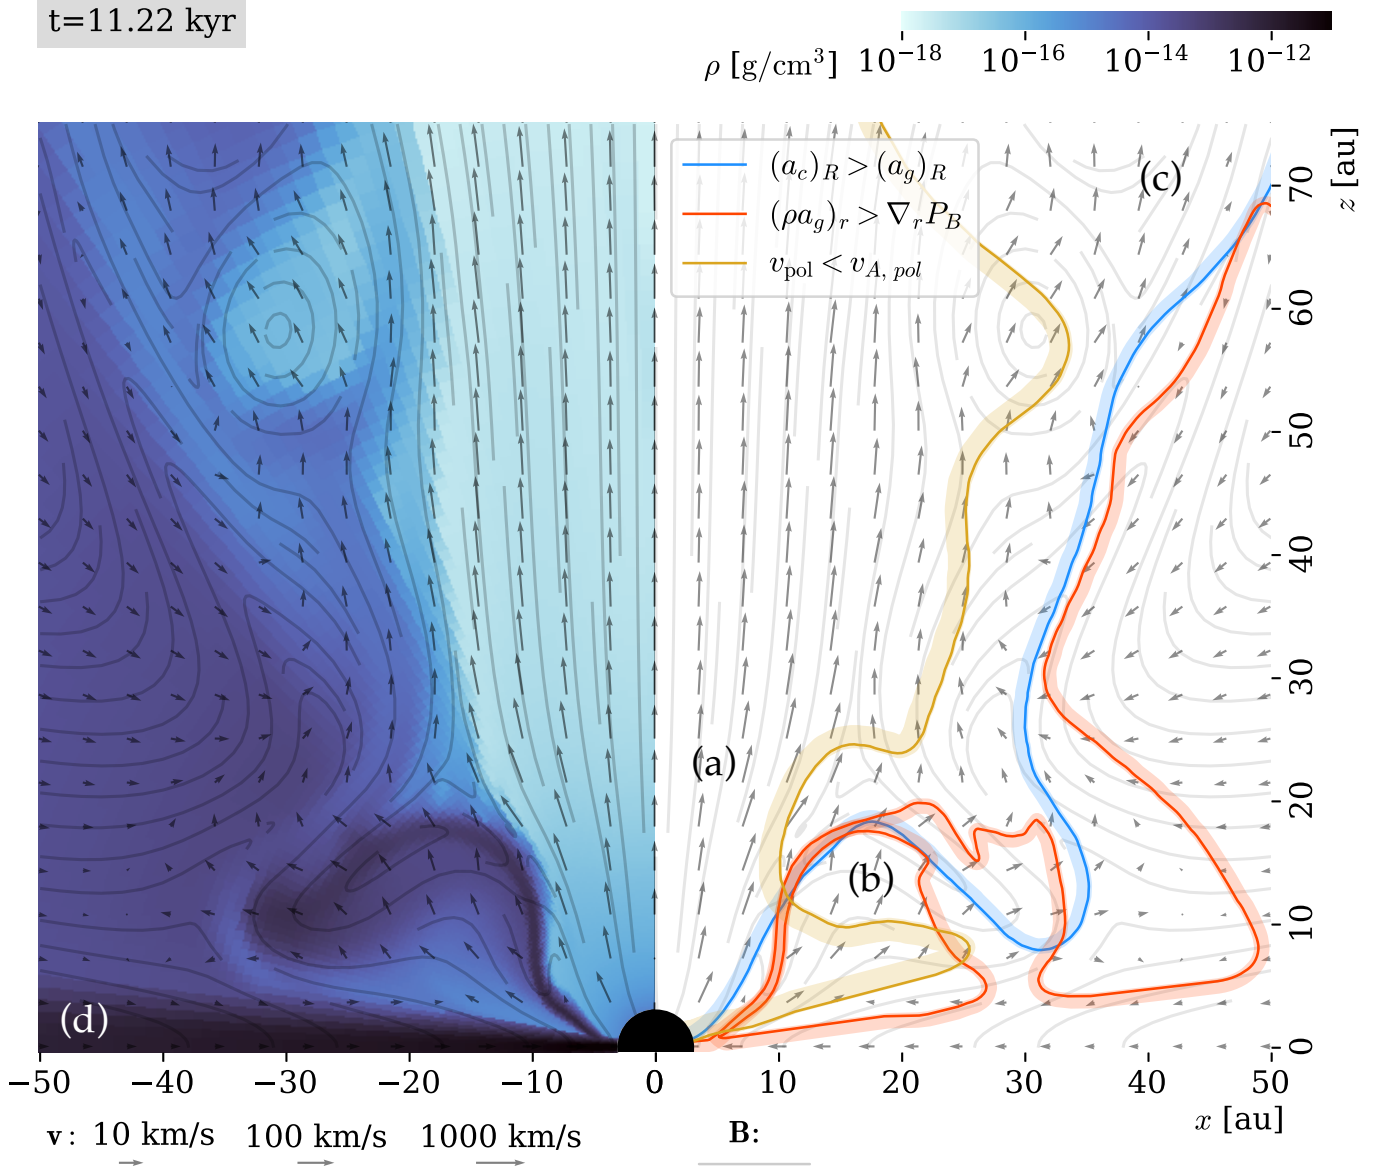 t=11.22 kyr
ρ [g/cm³] 10⁻¹⁸ 10⁻¹⁶ 10⁻¹⁴ 10⁻¹²
(a_c)_R > (a_g)_R
(ρa_g)_r > ∇_r P_B
v_pol < v_A, pol
(a)
(b)
(c)
(d)
z [au]
70
60
50
40
30
20
10
0
−50 −40 −30 −20 −10 0 10 20 30 40 50
x [au]
v: 10 km/s 100 km/s 1000 km/s B: